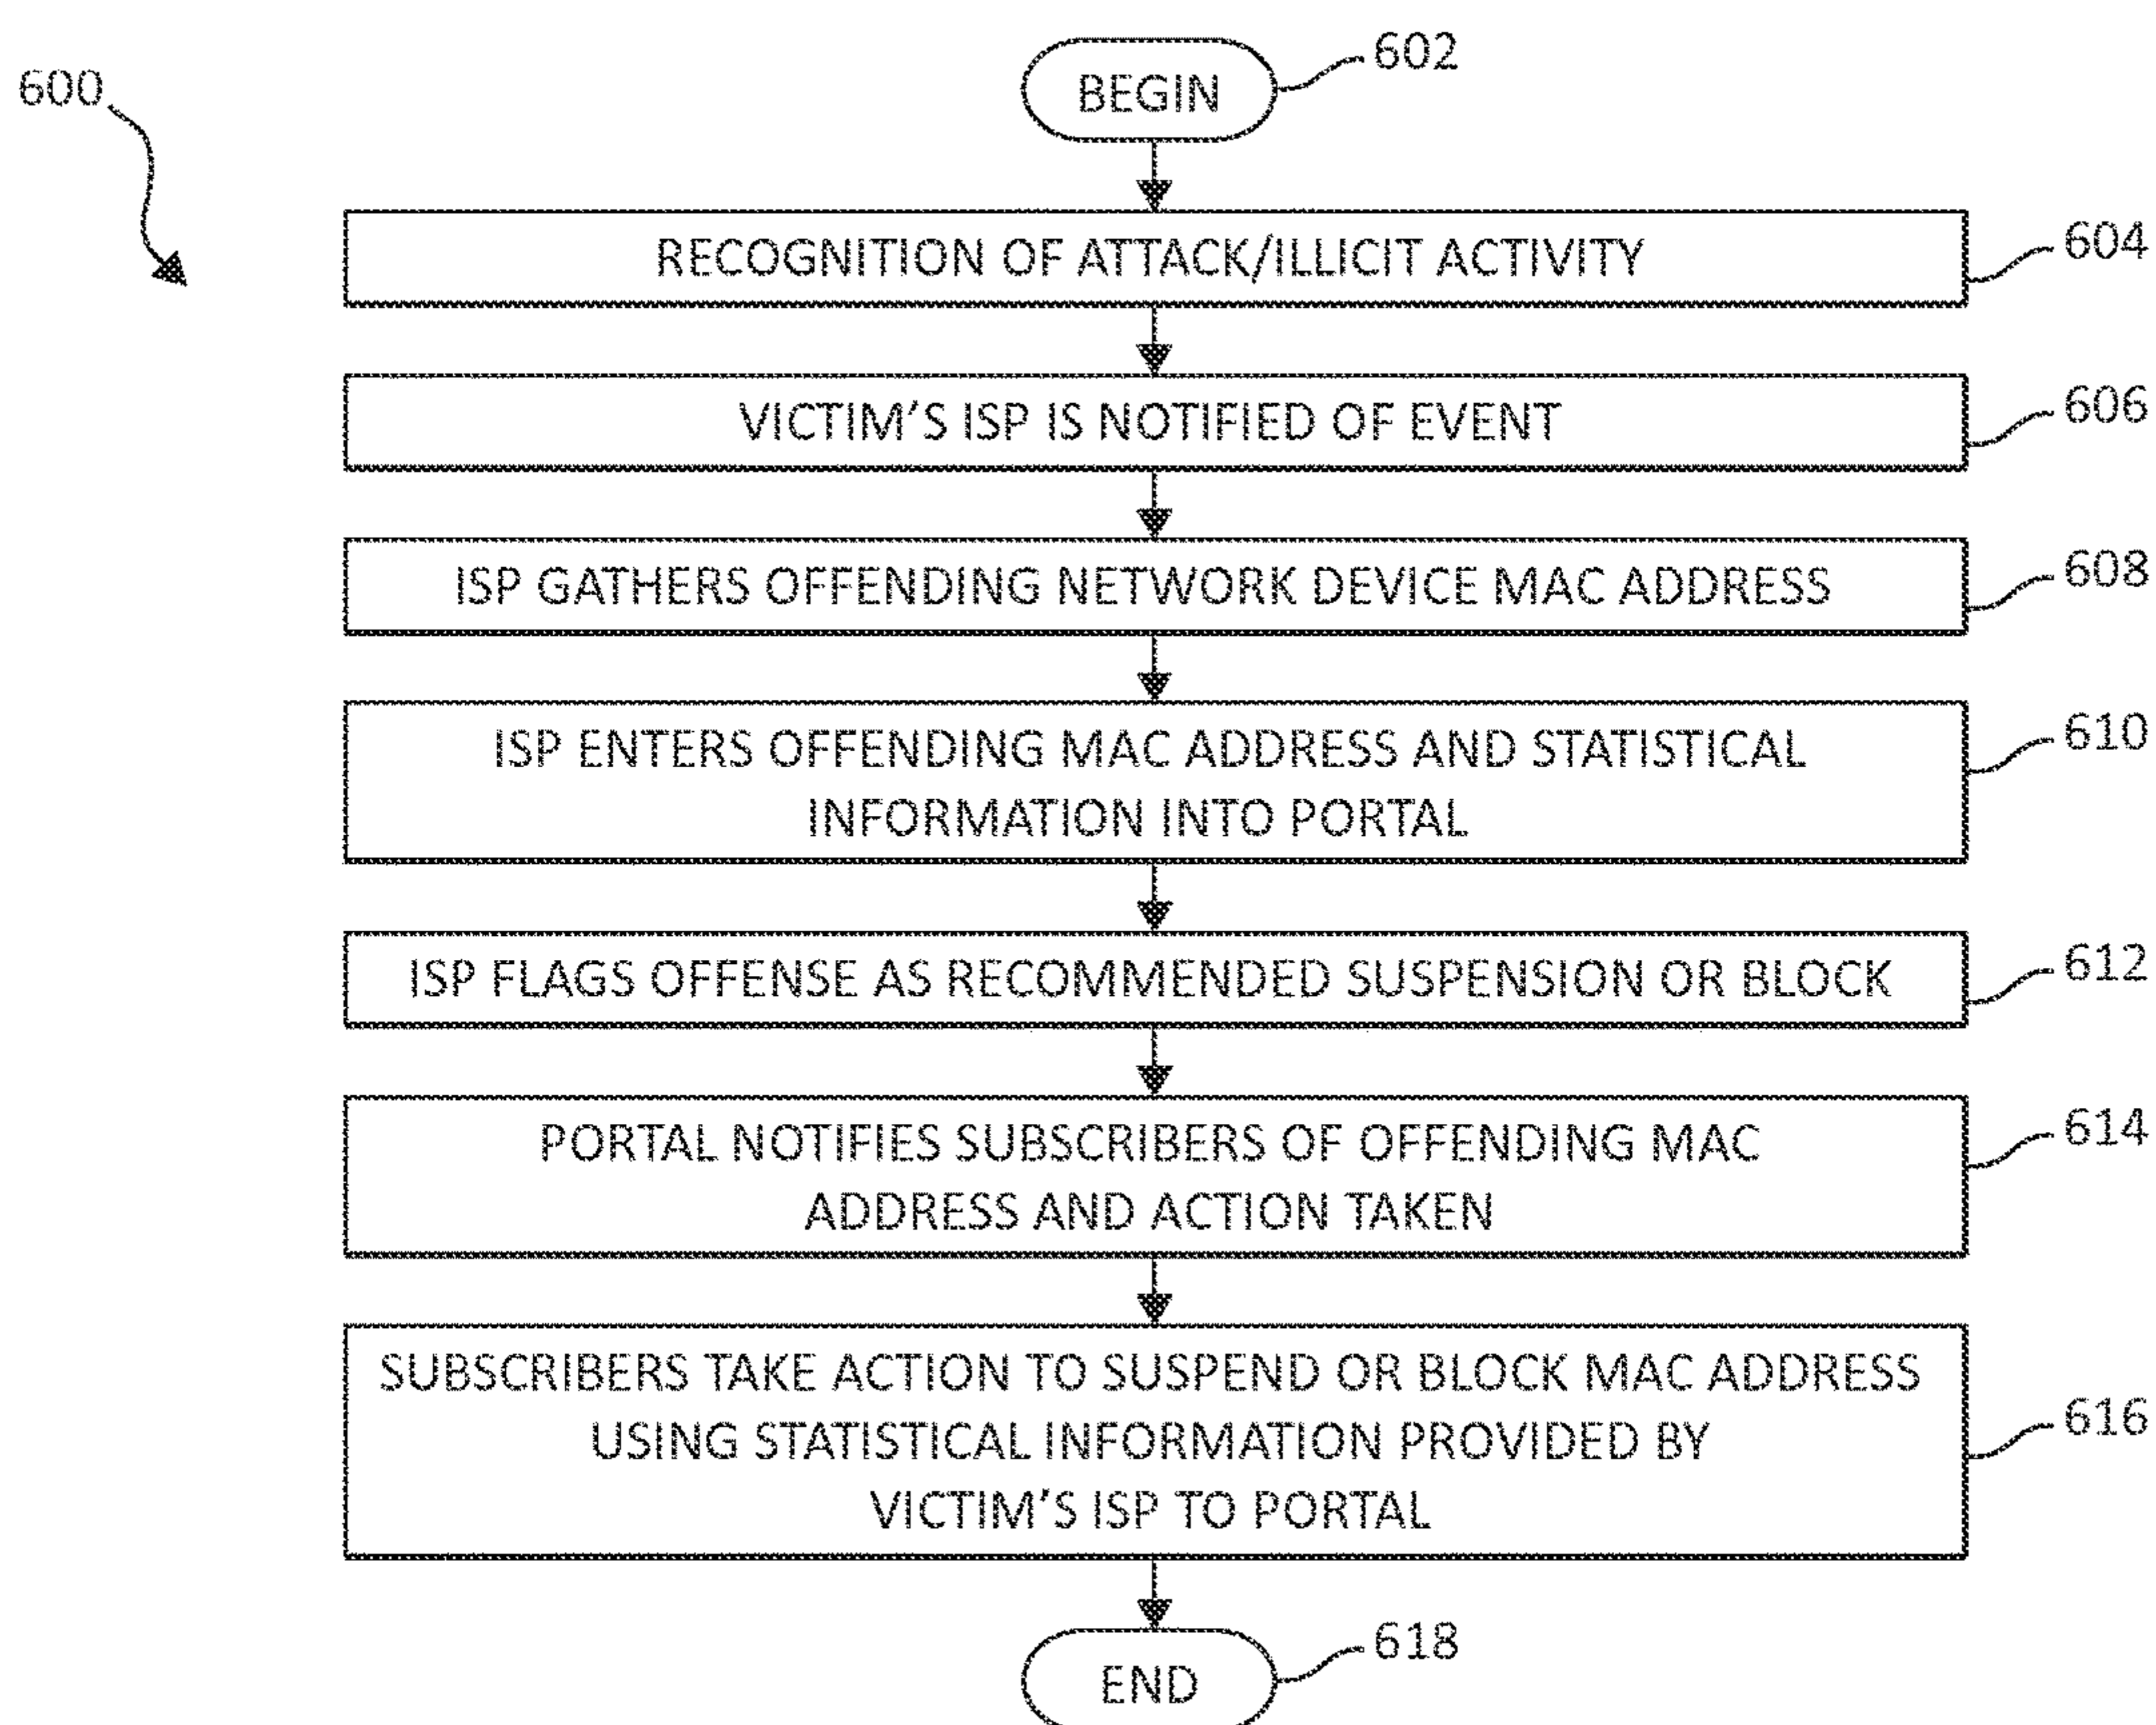 600
BEGIN
602
RECOGNITION OF ATTACK/ILLICIT ACTIVITY
604
VICTIM'S ISP IS NOTIFIED OF EVENT
606
ISP GATHERS OFFENDING NETWORK DEVICE MAC ADDRESS
608
ISP ENTERS OFFENDING MAC ADDRESS AND STATISTICAL
INFORMATION INTO PORTAL
610
ISP FLAGS OFFENSE AS RECOMMENDED SUSPENSION OR BLOCK
612
PORTAL NOTIFIES SUBSCRIBERS OF OFFENDING MAC
ADDRESS AND ACTION TAKEN
614
SUBSCRIBERS TAKE ACTION TO SUSPEND OR BLOCK MAC ADDRESS
USING STATISTICAL INFORMATION PROVIDED BY
VICTIM'S ISP TO PORTAL
616
END
618